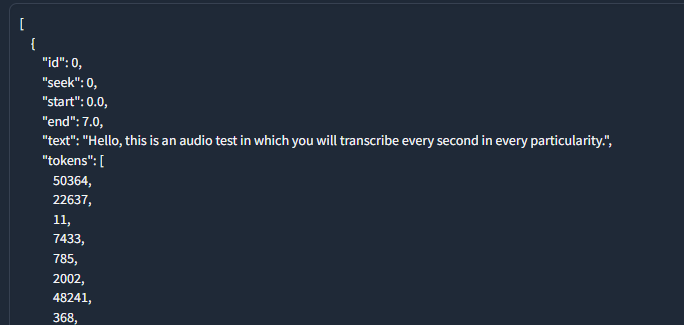 [
{
"id": 0,
"seek": 0,
"start": 0.0,
"end": 7.0,
"text": "Hello, this is an audio test in which you will transcribe every second in every particularity.",
"tokens": [
50364,
22637,
11,
7433,
785,
2002,
48241,
368,